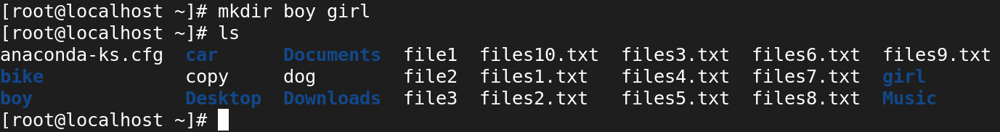 [root@localhost ~]# mkdir boy girl
[root@localhost ~]# ls
anaconda-ks.cfg  car      Documents  file1  files10.txt  files3.txt  files6.txt  files9.txt
bike             copy     dog        file2  files1.txt   files4.txt  files7.txt  girl
boy              Desktop  Downloads  file3  files2.txt   files5.txt  files8.txt  Music
[root@localhost ~]#